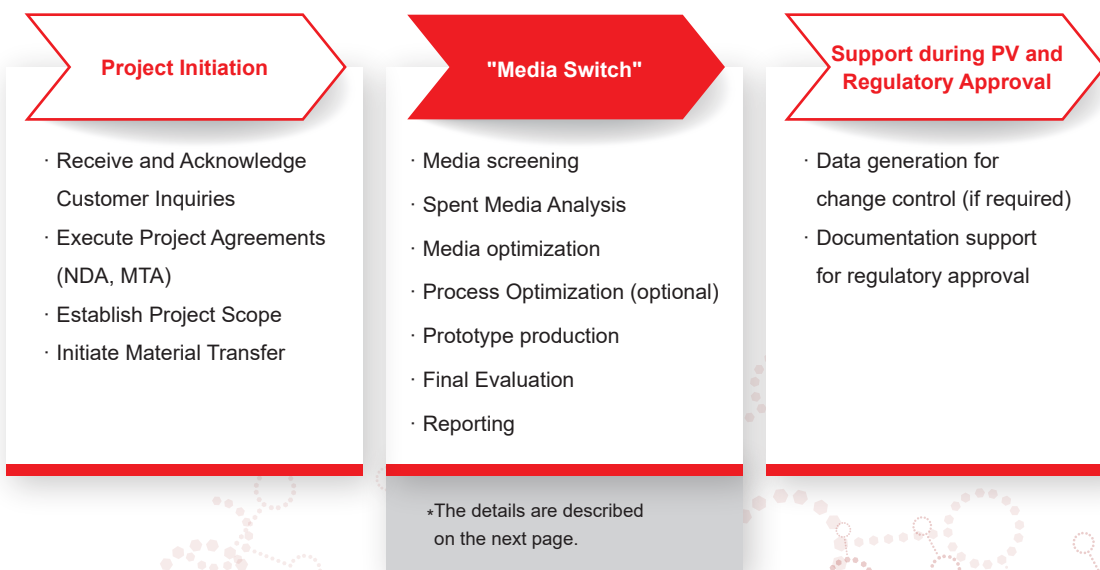 Project Initiation
· Receive and Acknowledge
Customer Inquiries
· Execute Project Agreements
(NDA, MTA)
· Establish Project Scope
· Initiate Material Transfer
"Media Switch"
· Media screening
· Spent Media Analysis
· Media optimization
· Process Optimization (optional)
· Prototype production
· Final Evaluation
· Reporting
*The details are described
on the next page.
Support during PV and
Regulatory Approval
· Data generation for
change control (if required)
· Documentation support
for regulatory approval